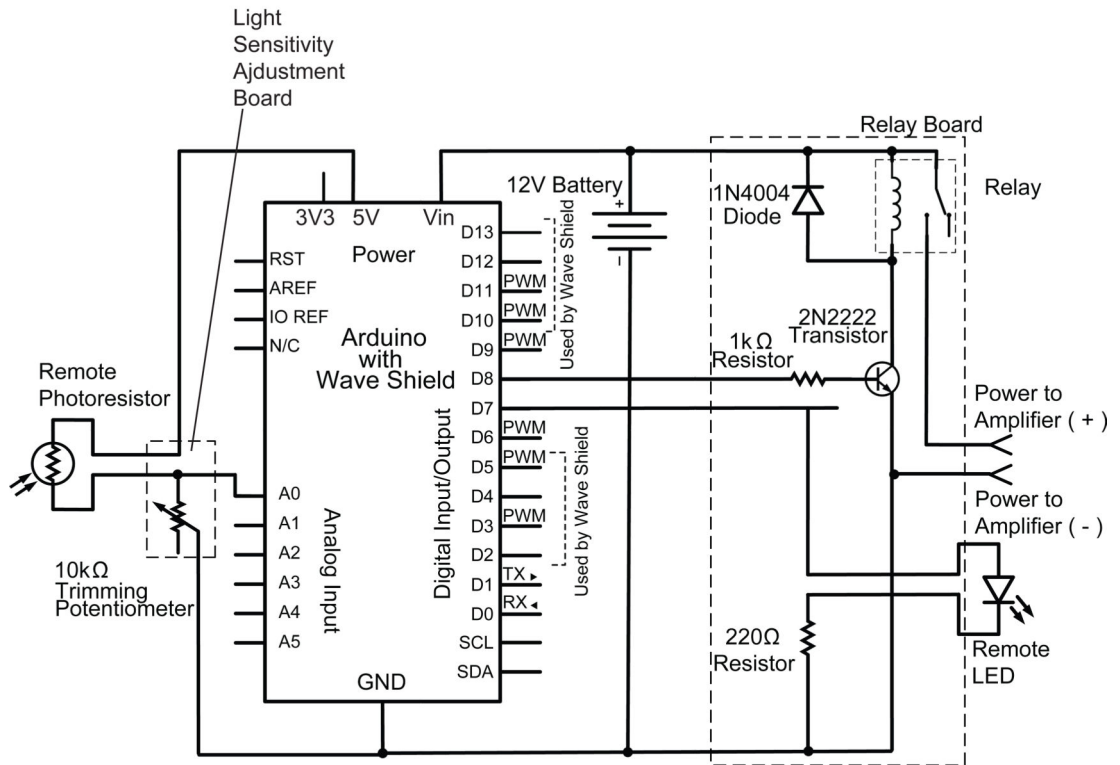 Light
Sensitivity
Ajdustment
Board
Relay Board
Relay
12V Battery
+
-
1N4004
Diode
3V3
5V
Vin
Power
RST
AREF
IO REF
N/C
Arduino
with
Wave Shield
D13
D12
D11
PWM
D10
PWM
D9
PWM
D8
D7
D6
PWM
D5
PWM
D4
D3
PWM
D2
D1
TX ►
D0
RX ◄
SCL
SDA
Used by Wave Shield
Used by Wave Shield
Digital Input/Output
Analog Input
A0
A1
A2
A3
A4
A5
GND
Remote
Photoresistor
10kΩ
Trimming
Potentiometer
2N2222
Transistor
1kΩ
Resistor
Power to
Amplifier ( + )
Power to
Amplifier ( - )
220Ω
Resistor
Remote
LED